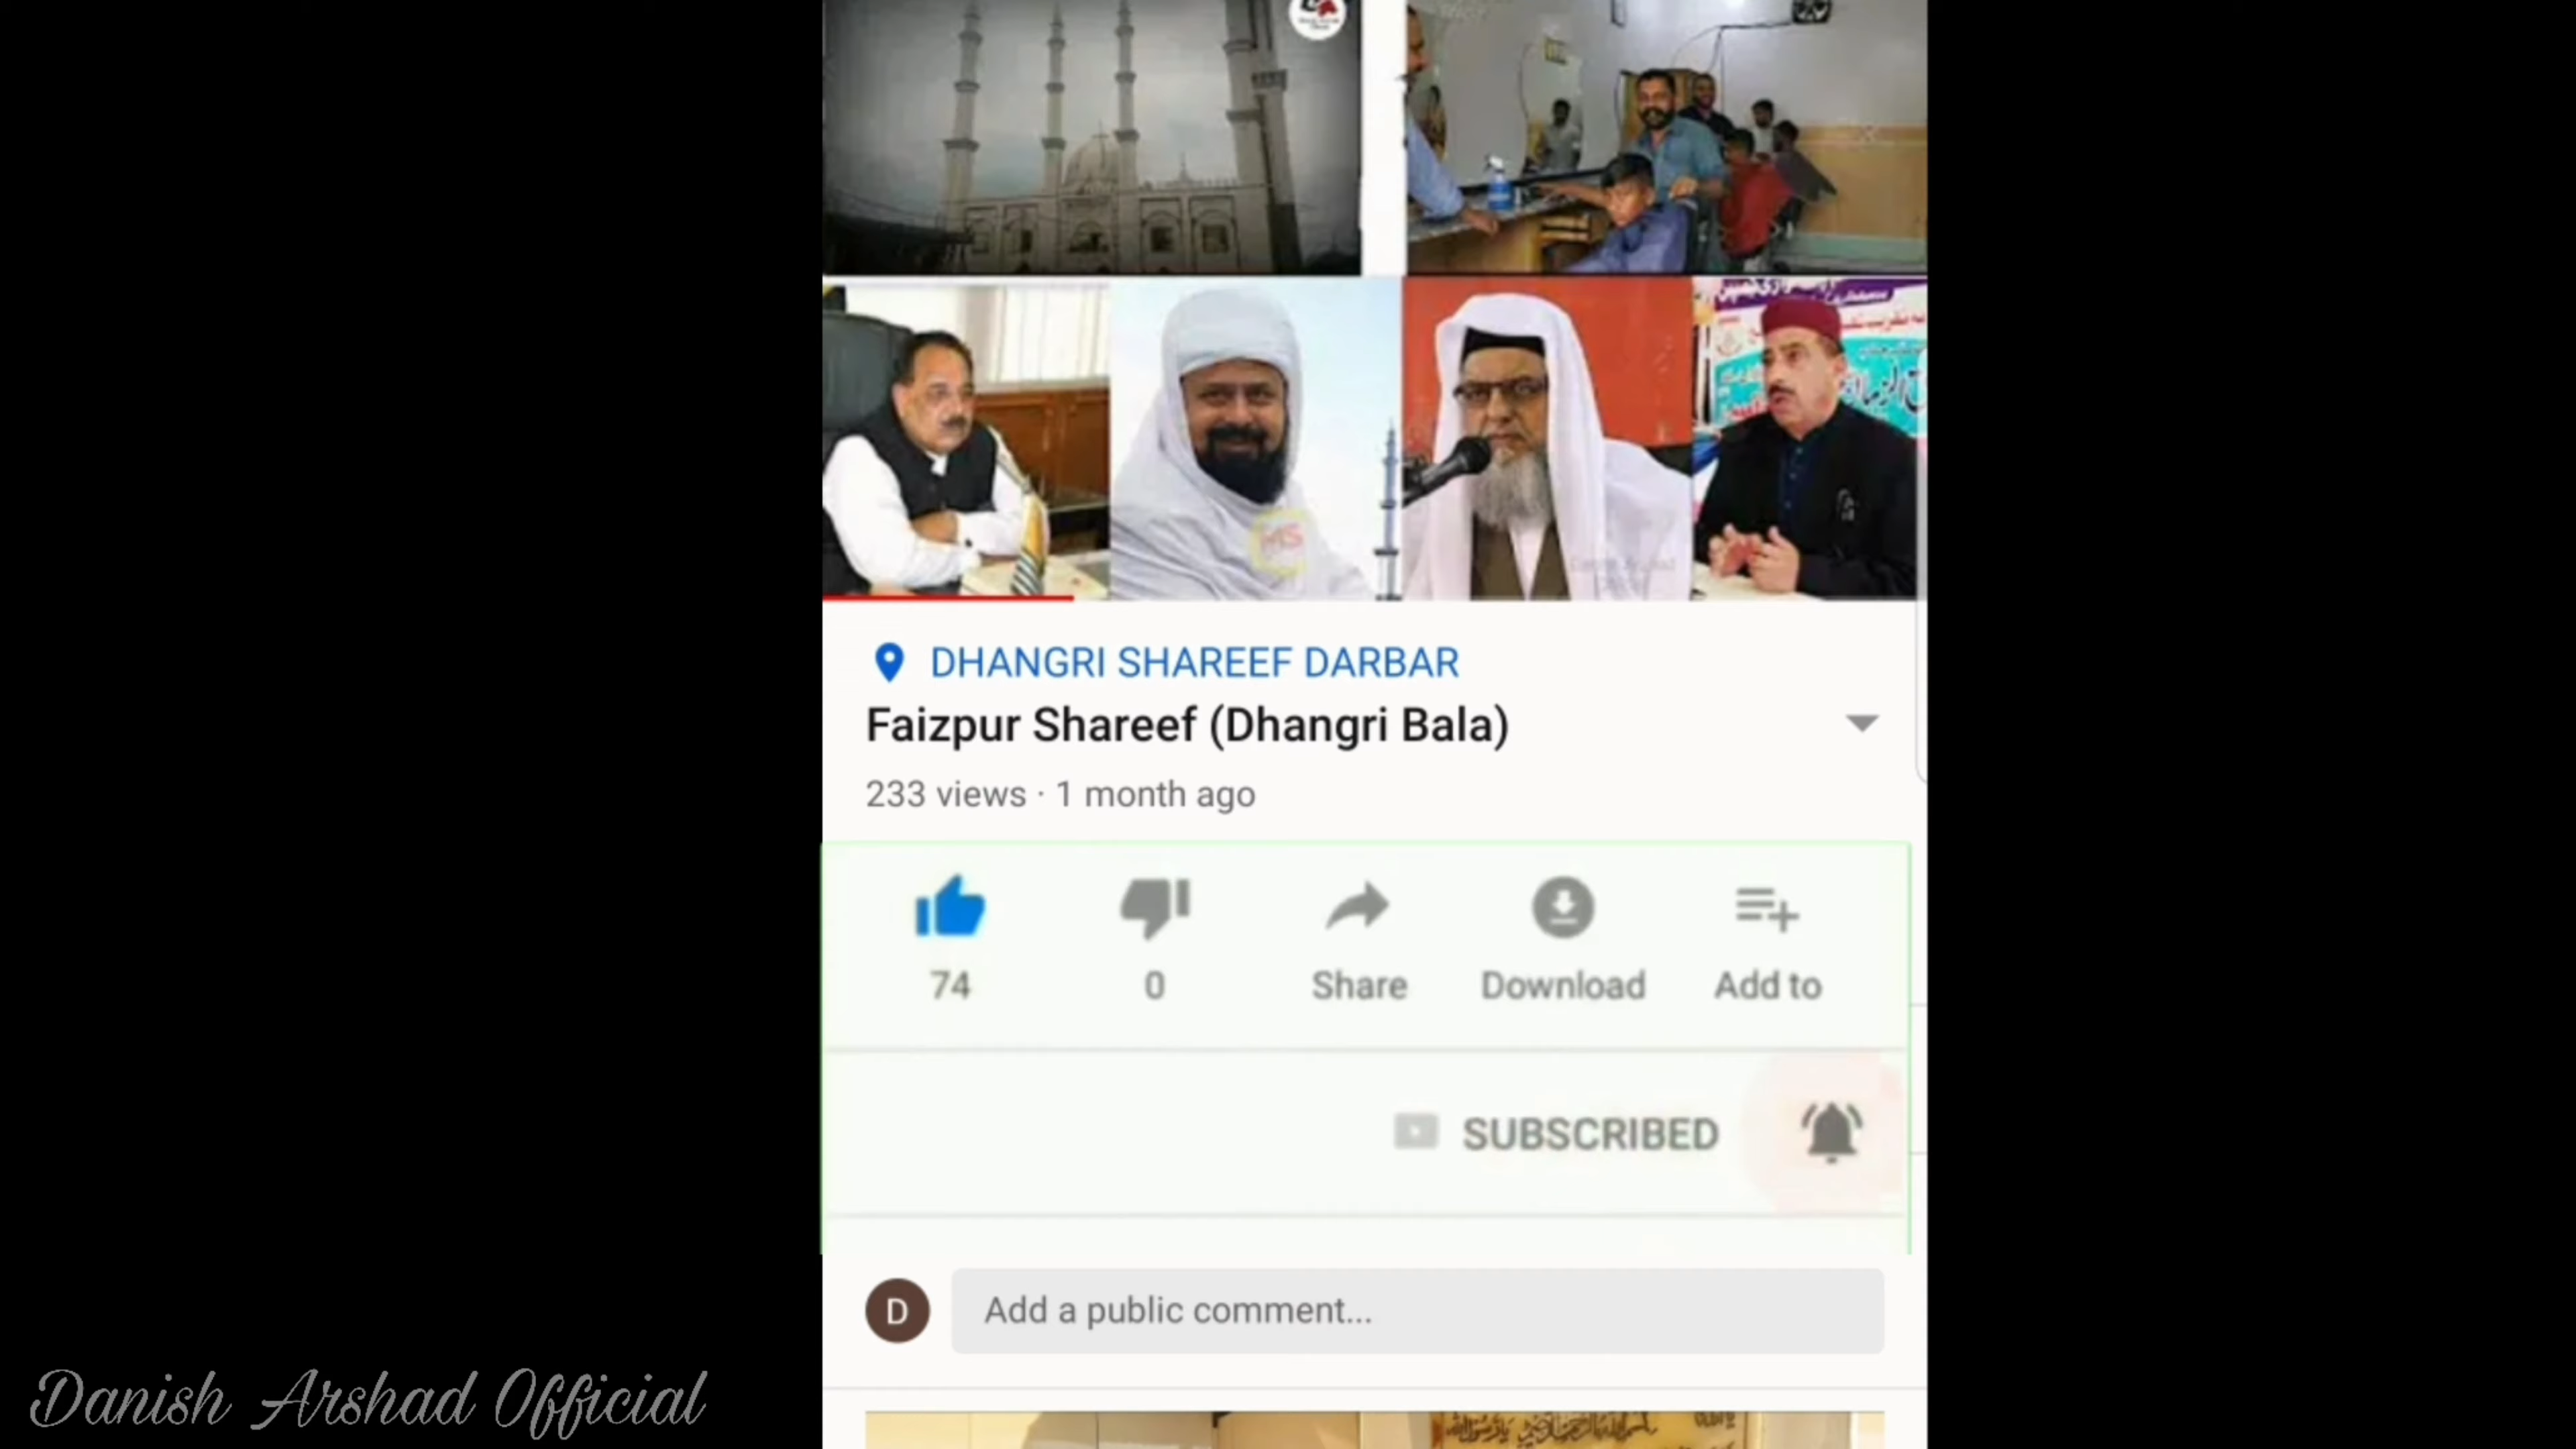 DHANGRI SHAREEF DARBAR
Faizpur Shareef (Dhangri Bala)
233 views · 1 month ago
74
0
Share
Download
Add to
SUBSCRIBED
D
Add a public comment...
Danish Arshad Official